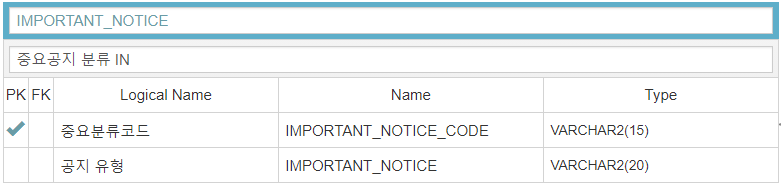 IMPORTANT_NOTICE
중요공지 분류 IN
PK FK Logical Name Name Type
중요분류코드 IMPORTANT_NOTICE_CODE VARCHAR2(15)
공지 유형 IMPORTANT_NOTICE VARCHAR2(20)